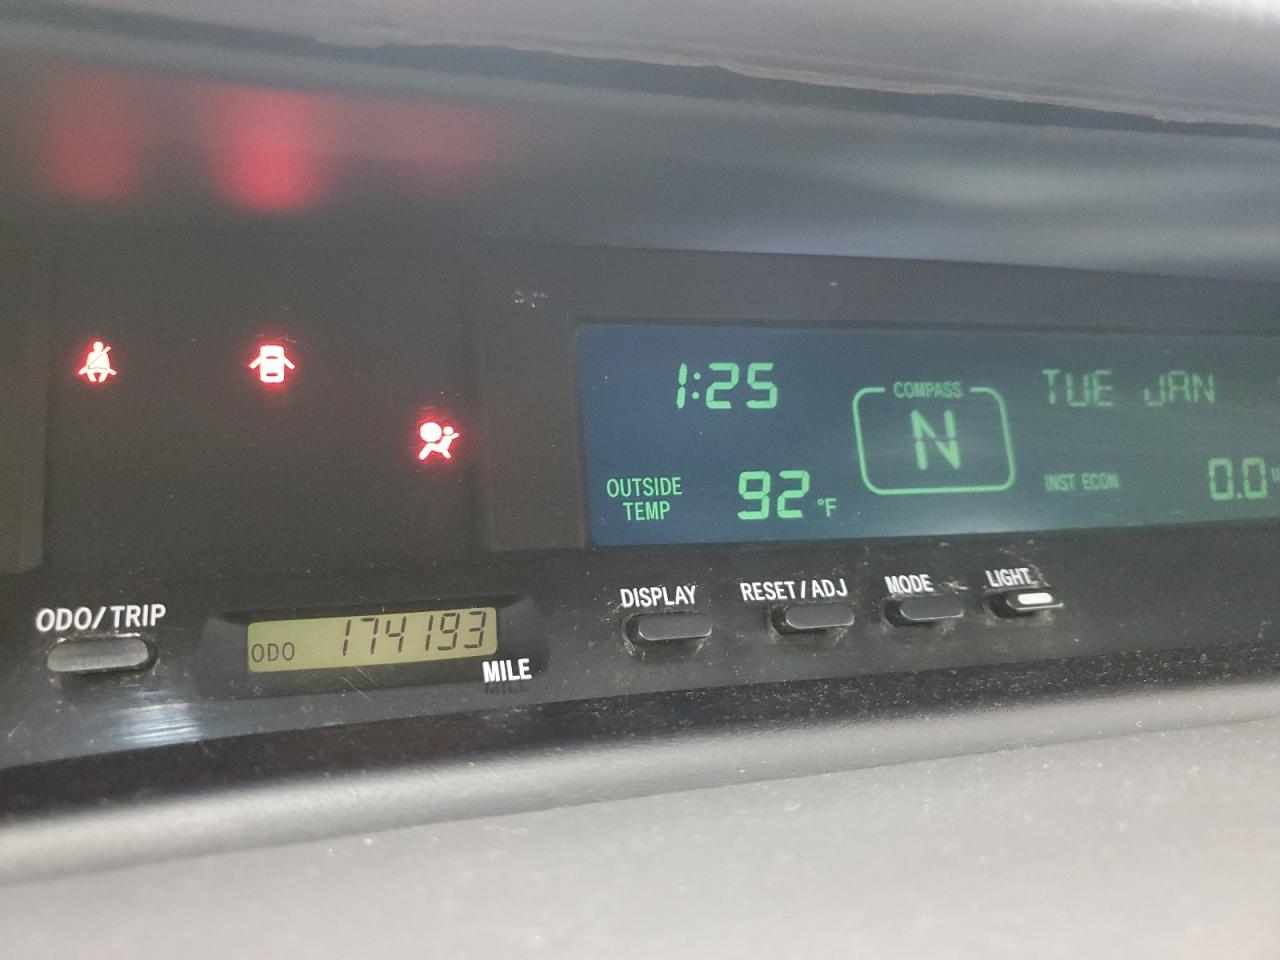 1:25
COMPASS
TUE JAN
N
OUTSIDE
TEMP
92 °F
INST ECON
0.0
ODO/TRIP
DISPLAY
RESET/ADJ
MODE
LIGHT
ODO 174193
MILE